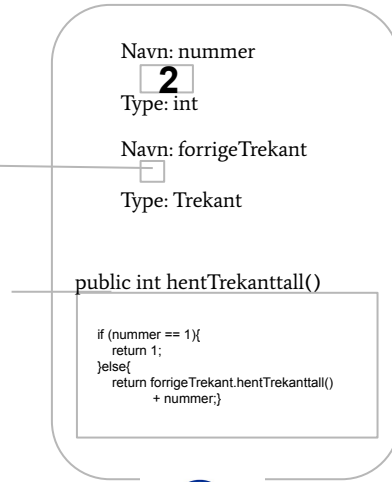 Navn: nummer
2
Type: int
Navn: forrigeTrekant
Type: Trekant
public int hentTrekanttall()
if (nummer == 1){
return 1;
}else{
return forrigeTrekant.hentTrekanttall()
+ nummer;}